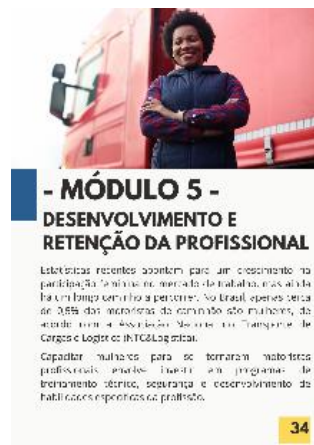 - MÓDULO 5 -
DESENVOLVIMENTO E
RETENÇÃO DA PROFISSIONAL
Estatísticas recentes apontam para um crescimento na
participação feminina no mercado de trabalho, mas ainda
há um longo caminho a percorrer. No Brasil, apenas cerca
de 0,5% dos motoristas de caminhão são mulheres, de
acordo com a Associação Nacional do Transporte de
Cargas e Logística (NTC&Logística).
Capacitar mulheres para se tornarem motoristas
profissionais envolve investir em programas de
treinamento técnico, segurança e desenvolvimento de
habilidades específicas da profissão.
34